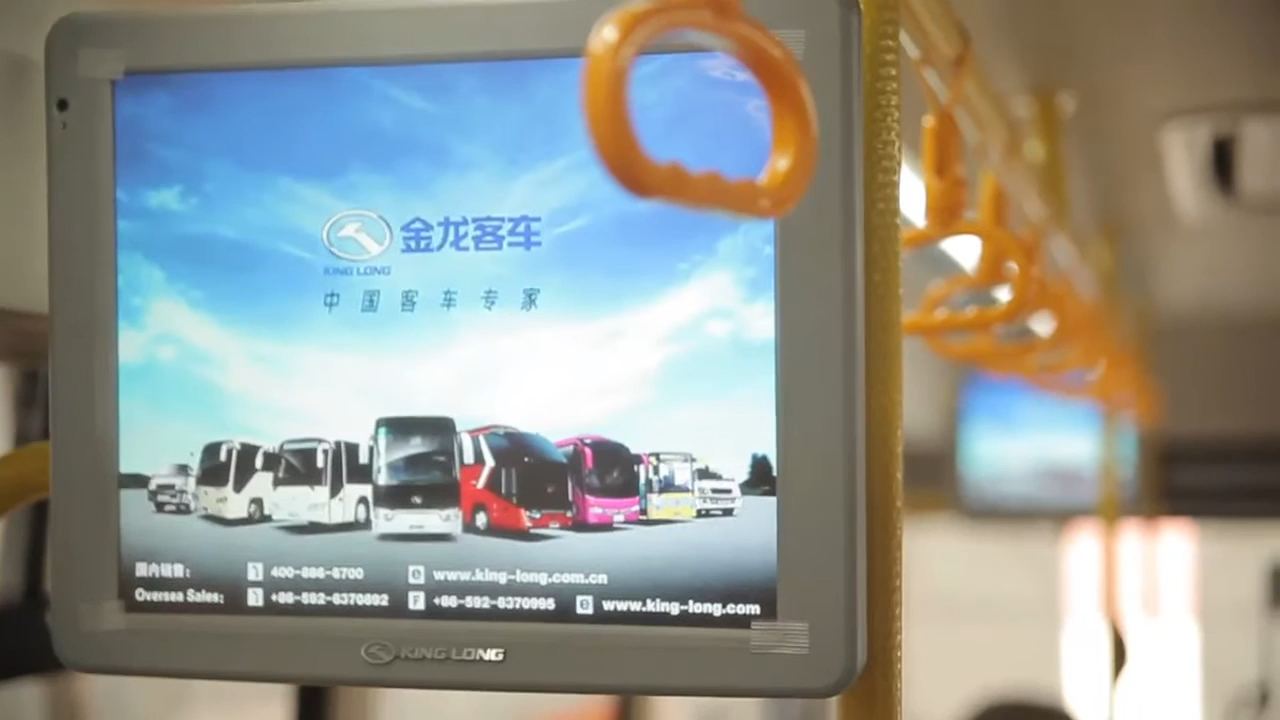 金龙客车
KING LONG
中国客车专家
国内销售： 400-886-8700 www.king-long.com.cn
Oversea Sales: +86-592-6370892 +86-592-6370995 www.king-long.com
KING LONG